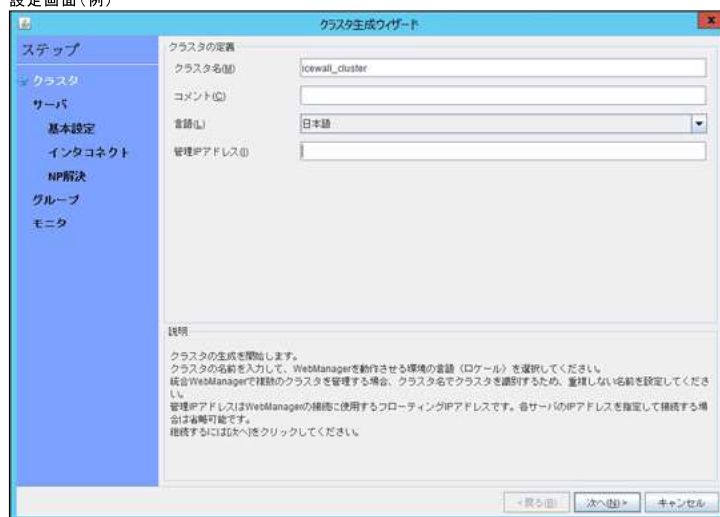 設定画面(例)
クラスタ生成ウィザード
ステップ
クラスタ
サーバ
基本設定
インタコネクト
NP解決
グループ
モニタ
クラスタの定義
クラスタ名(M)
icewall_cluster
コメント(C)
言語(L)
日本語
管理IPアドレス(I)
説明
クラスタの生成を開始します。
クラスタの名前を入力して、WebManagerを動作させる環境の言語（ロケール）を選択してください。
統合WebManagerで複数のクラスタを管理する場合、クラスタ名でクラスタを識別するため、重複しない名前を設定してくださ
い。
管理IPアドレスはWebManagerの接続に使用するフローティングIPアドレスです。各サーバのIPアドレスを指定して接続する場
合は省略可能です。
継続するには[次へ]をクリックしてください。
<戻る(B)
次へ(N)>
キャンセル